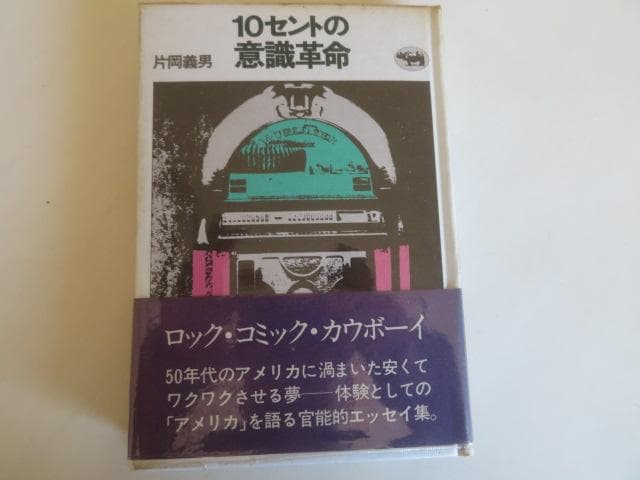 10セントの
意識革命
片岡義男
ロック・コミック・カウボーイ
50年代のアメリカに渦まいた安くて
ワクワクさせる夢——体験としての
「アメリカ」を語る官能的エッセイ集。